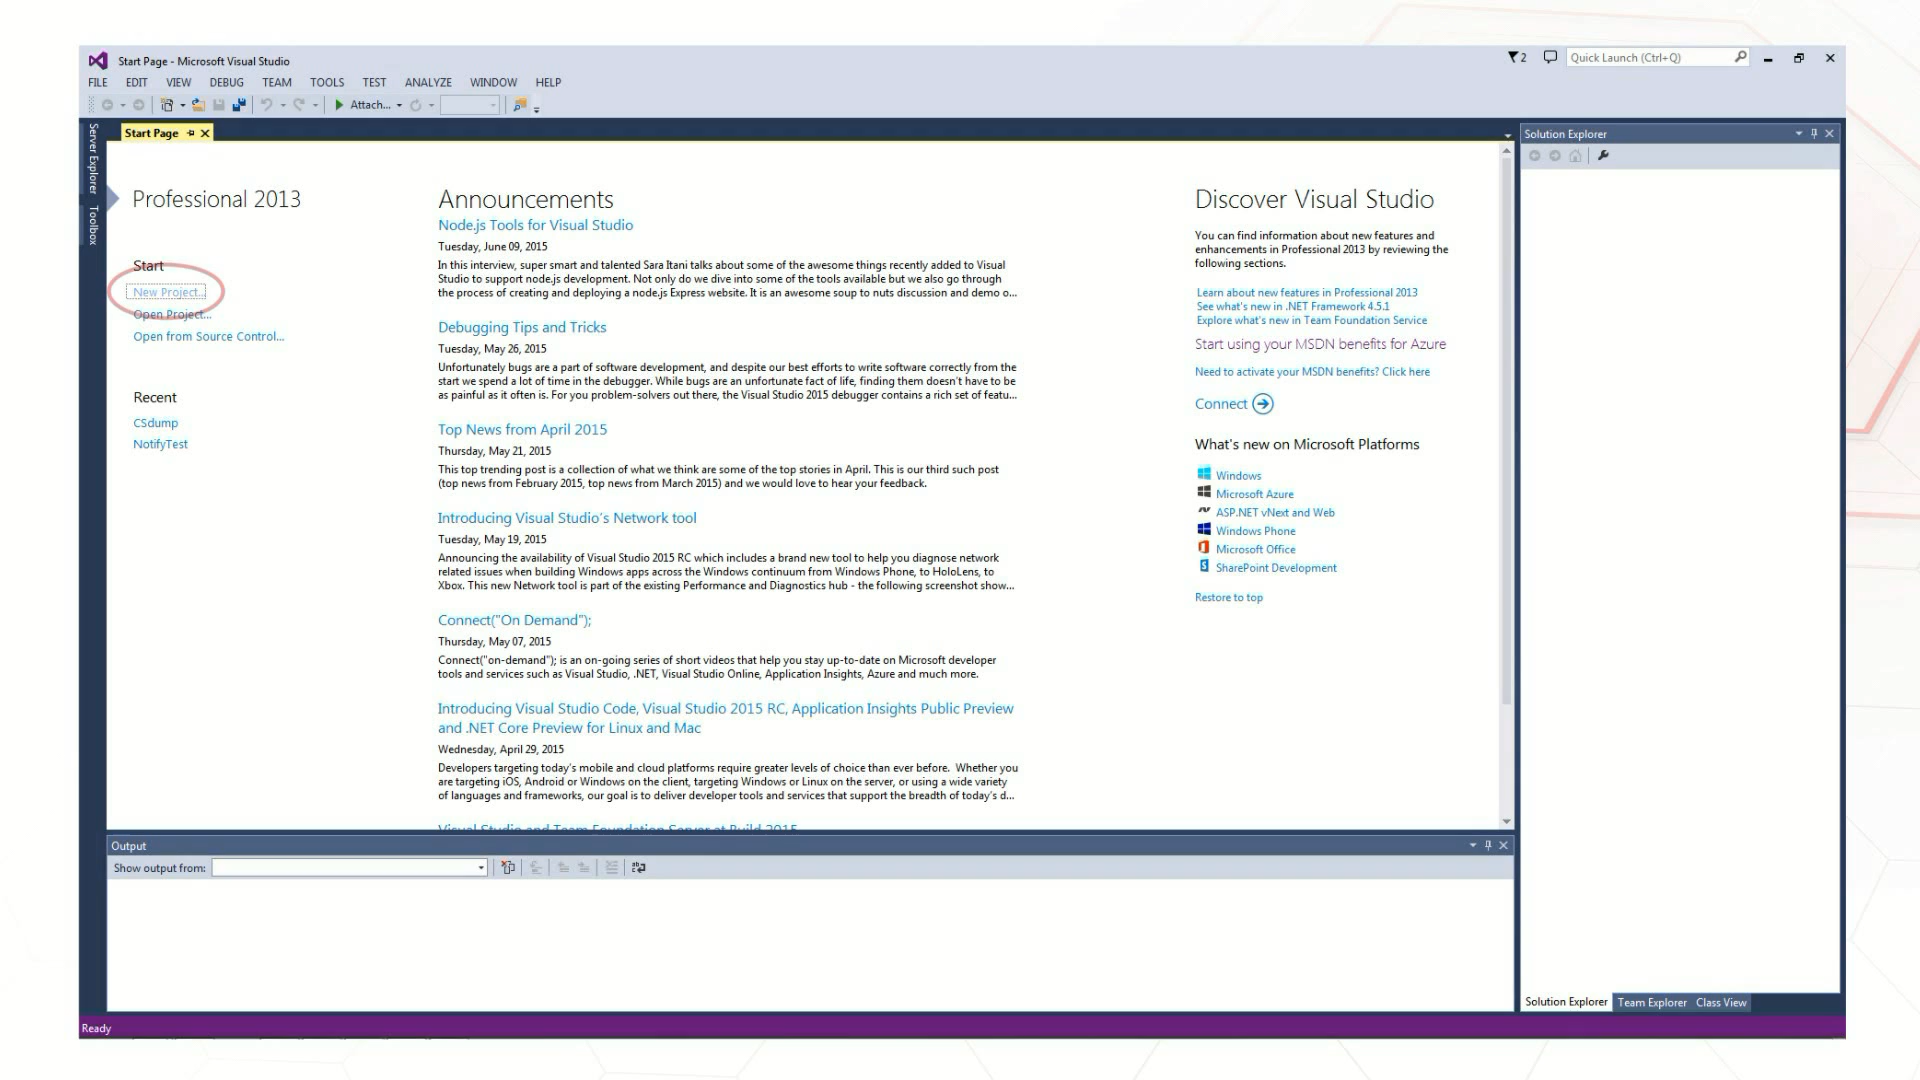 Start Page - Microsoft Visual Studio
2
Quick Launch (Ctrl+Q)
FILE EDIT VIEW DEBUG TEAM TOOLS TEST ANALYZE WINDOW HELP
Attach...
Server Explorer
Toolbox
Start Page
Professional 2013
Start
New Project...
Open Project...
Open from Source Control...
Recent
CSdump
NotifyTest
Announcements
Node.js Tools for Visual Studio
Tuesday, June 09, 2015
In this interview, super smart and talented Sara Itani talks about some of the awesome things recently added to Visual
Studio to support node.js development. Not only do we dive into some of the tools available but we also go through
the process of creating and deploying a node.js Express website. It is an awesome soup to nuts discussion and demo o...
Debugging Tips and Tricks
Tuesday, May 26, 2015
Unfortunately bugs are a part of software development, and despite our best efforts to write software correctly from the
start we spend a lot of time in the debugger. While bugs are an unfortunate fact of life, finding them doesn't have to be
as painful as it often is. For you problem-solvers out there, the Visual Studio 2015 debugger contains a rich set of featu...
Top News from April 2015
Thursday, May 21, 2015
This top trending post is a collection of what we think are some of the top stories in April. This is our third such post
(top news from February 2015, top news from March 2015) and we would love to hear your feedback.
Introducing Visual Studio's Network tool
Tuesday, May 19, 2015
Announcing the availability of Visual Studio 2015 RC which includes a brand new tool to help you diagnose network
related issues when building Windows apps across the Windows continuum from Windows Phone, to HoloLens, to
Xbox. This new Network tool is part of the existing Performance and Diagnostics hub - the following screenshot show...
Connect("On Demand");
Thursday, May 07, 2015
Connect("on-demand"); is an on-going series of short videos that help you stay up-to-date on Microsoft developer
tools and services such as Visual Studio, .NET, Visual Studio Online, Application Insights, Azure and much more.
Introducing Visual Studio Code, Visual Studio 2015 RC, Application Insights Public Preview
and .NET Core Preview for Linux and Mac
Wednesday, April 29, 2015
Developers targeting today's mobile and cloud platforms require greater levels of choice than ever before. Whether you
are targeting iOS, Android or Windows on the client, targeting Windows or Linux on the server, or using a wide variety
of languages and frameworks, our goal is to deliver developer tools and services that support the breadth of today's d...
Visual Studio and Team Foundation Server at Build 2015
Discover Visual Studio
You can find information about new features and
enhancements in Professional 2013 by reviewing the
following sections.
Learn about new features in Professional 2013
See what's new in .NET Framework 4.5.1
Explore what's new in Team Foundation Service
Start using your MSDN benefits for Azure
Need to activate your MSDN benefits? Click here
Connect
What's new on Microsoft Platforms
Windows
Microsoft Azure
ASP.NET vNext and Web
Windows Phone
Microsoft Office
SharePoint Development
Restore to top
Solution Explorer
Output
Show output from:
Solution Explorer Team Explorer Class View
Ready